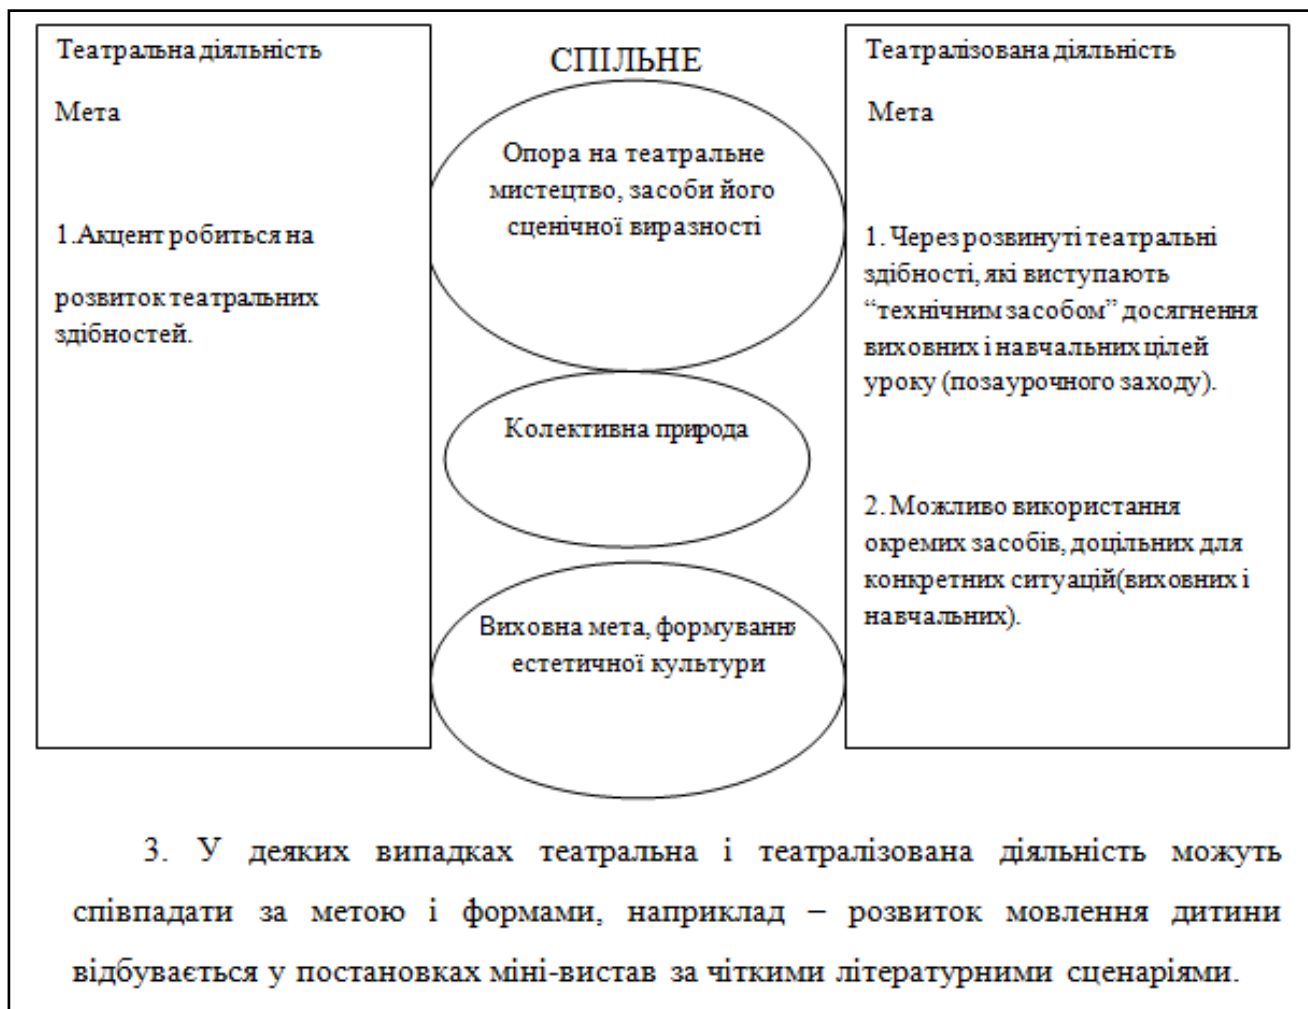 Театральна діяльність
Мета
1.Акцент робиться на
розвиток театральних
здібностей.
СПІЛЬНЕ
Опора на театральне
мистецтво, засоби його
сценічної виразності
Колективна природа
Виховна мета, формування
естетичної культури
Театралізована діяльність
Мета
1. Через розвинуті театральні
здібності, які виступають
“технічним засобом” досягнення
виховних і навчальних цілей
уроку (позаурочного заходу).
2. Можливо використання
окремих засобів, доцільних для
конкретних ситуацій(виховних і
навчальних).
3. У деяких випадках театральна і театралізована діяльність можуть
співпадати за метою і формами, наприклад – розвиток мовлення дитини
відбувається у постановках міні-вистав за чіткими літературними сценаріями.